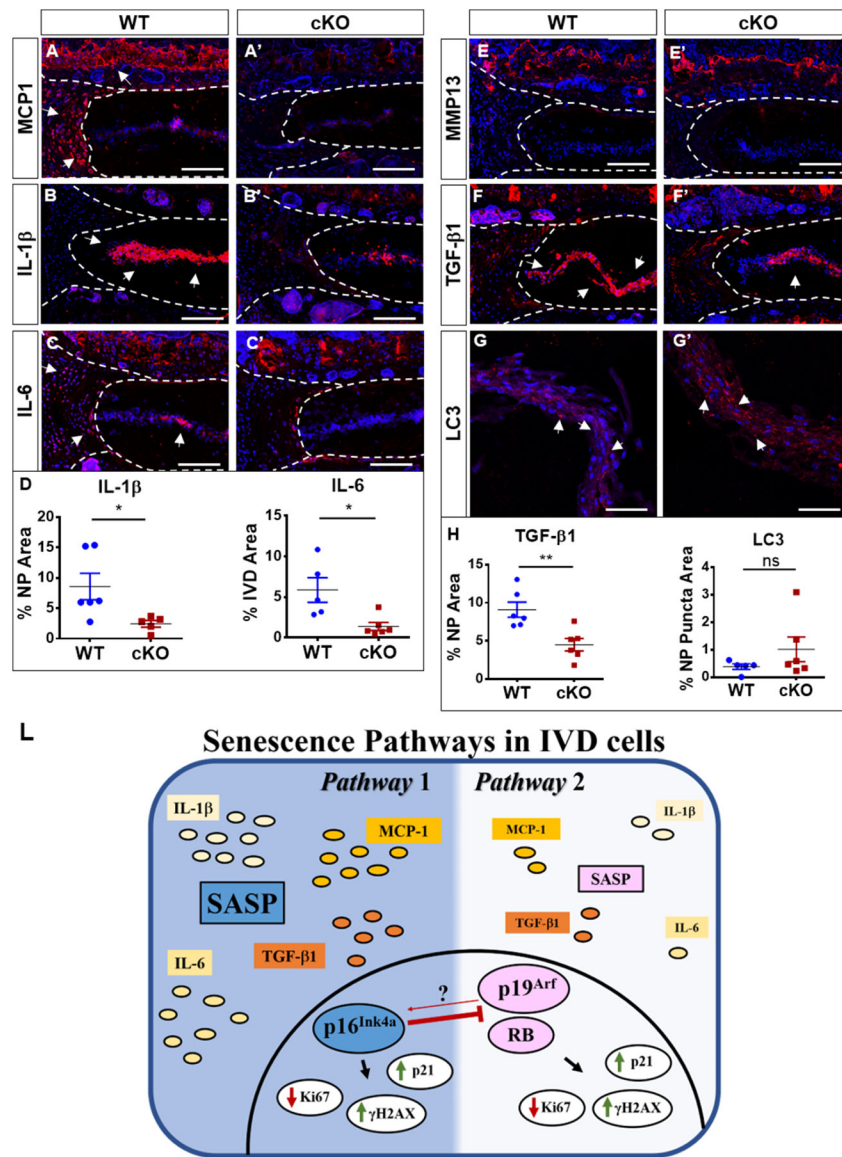 WT cKO WT cKO
MCP1 A A' MMP13 E E'
IL-1β B B' TGF-β1 F F'
IL-6 C C' LC3 G G'
D IL-1β IL-6
* *
% NP Area
20
15
10
5
0
WT cKO
% IVD Area
15
10
5
0
WT cKO
H TGF-β1 LC3
** ns
% NP Area
15
10
5
0
WT cKO
% NP Puncta Area
4
3
2
1
0
WT cKO
L
Senescence Pathways in IVD cells
Pathway 1 Pathway 2
IL-1β
MCP-1
SASP
TGF-β1
IL-6
MCP-1
IL-1β
SASP
TGF-β1
IL-6
?
p19Arf
p16Ink4a
RB
p21
Ki67
γH2AX
p21
Ki67
γH2AX